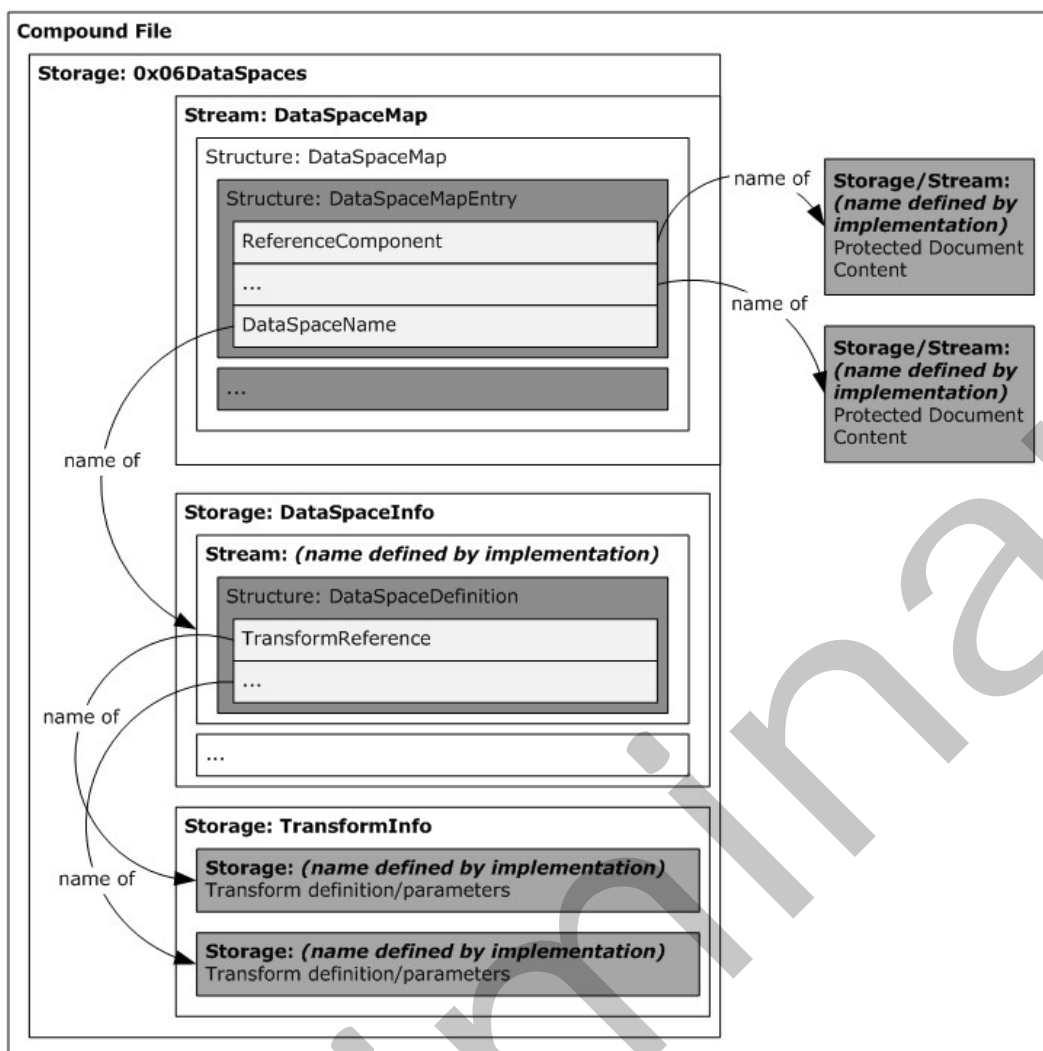 Compound File
Storage: 0x06DataSpaces
Stream: DataSpaceMap
Structure: DataSpaceMap
Structure: DataSpaceMapEntry
ReferenceComponent
...
DataSpaceName
...
name of
Storage/Stream:
(name defined by
implementation)
Protected Document
Content
name of
Storage/Stream:
(name defined by
implementation)
Protected Document
Content
name of
Storage: DataSpaceInfo
Stream: (name defined by implementation)
Structure: DataSpaceDefinition
TransformReference
...
...
name of
Storage: TransformInfo
Storage: (name defined by implementation)
Transform definition/parameters
name of
Storage: (name defined by implementation)
Transform definition/parameters